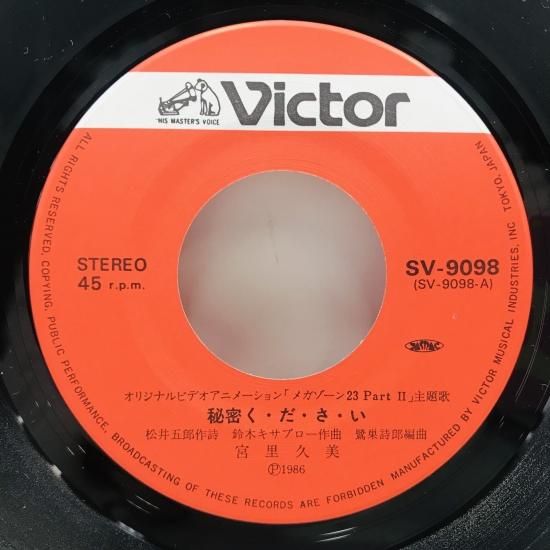 Victor
"HIS MASTER'S VOICE"
STEREO
45 r.p.m.
SV-9098
(SV-9098-A)
JASRAC
オリジナルビデオアニメーション「メガゾーン23 Part II」主題歌
秘密く・だ・さ・い
松井五郎作詩 鈴木キサブロー作曲 鷺巣詩郎編曲
宮里久美
Ⓟ1986
ALL RIGHTS RESERVED. COPYING, PUBLIC PERFORMANCE, BROADCASTING OF THESE RECORDS ARE FORBIDDEN MANUFACTURED BY VICTOR MUSICAL INDUSTRIES, INC TOKYO, JAPAN